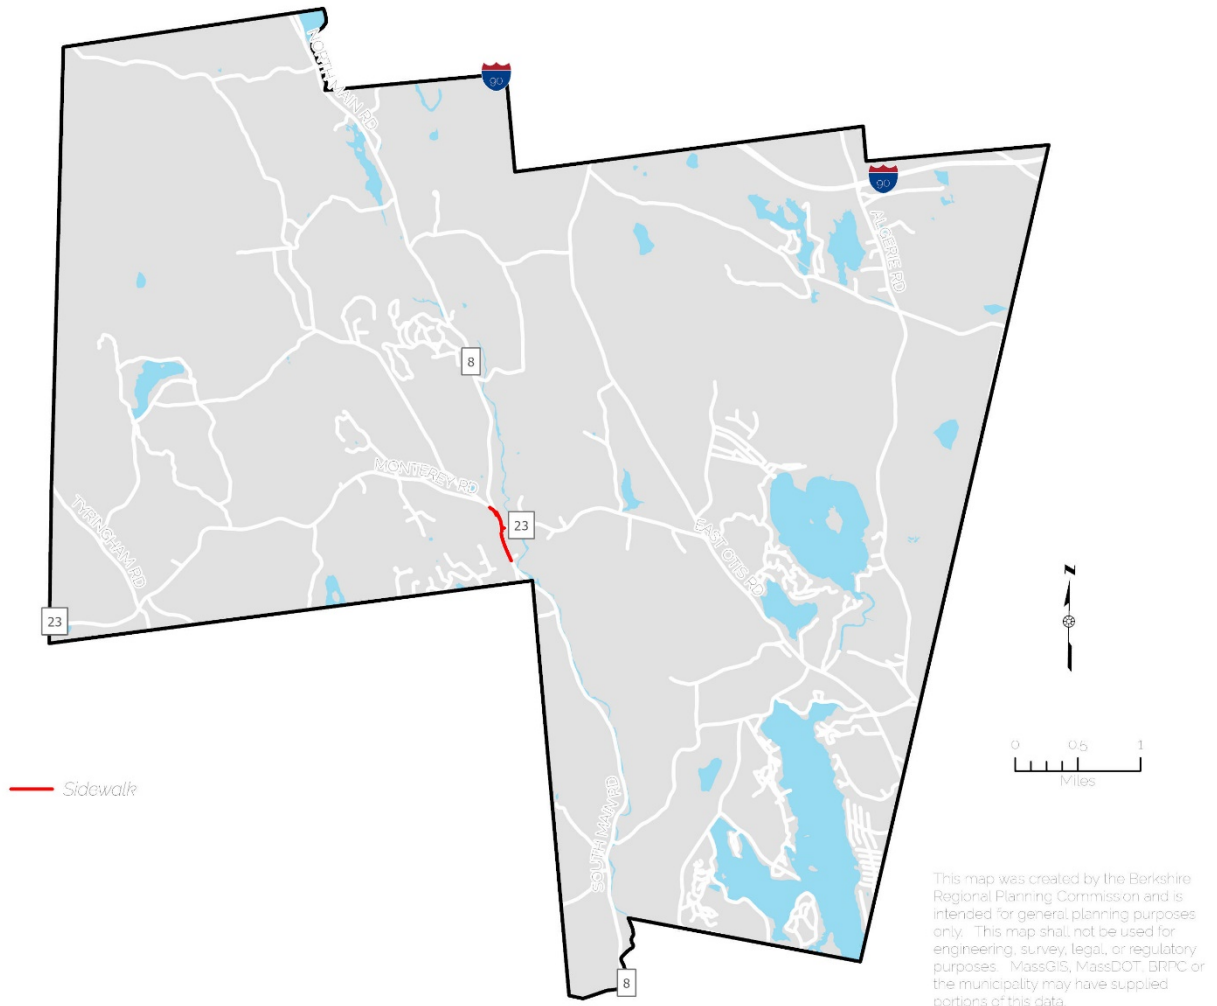 NORTH MAIN RD
90
90
ALGERIE RD
8
MONTEREY RD
23
EAST OTIS RD
TYRINGHAM RD
23
N
0 0.5 1
Miles
Sidewalk
SOUTH MAIN RD
8
This map was created by the Berkshire
Regional Planning Commission and is
intended for general planning purposes
only. This map shall not be used for
engineering, survey, legal, or regulatory
purposes. MassGIS, MassDOT, BRPC or
the municipality may have supplied
portions of this data.